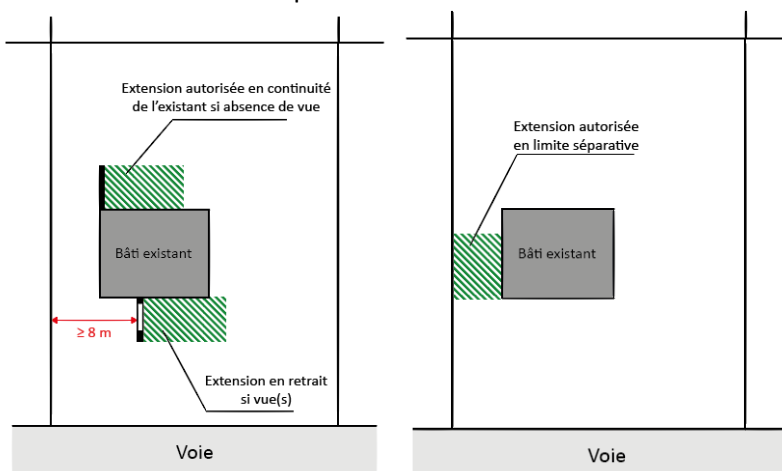 Extension autorisée en continuité
de l'existant si absence de vue
Bâti existant
≥ 8 m
Extension en retrait
si vue(s)
Voie
Extension autorisée
en limite séparative
Bâti existant
Voie